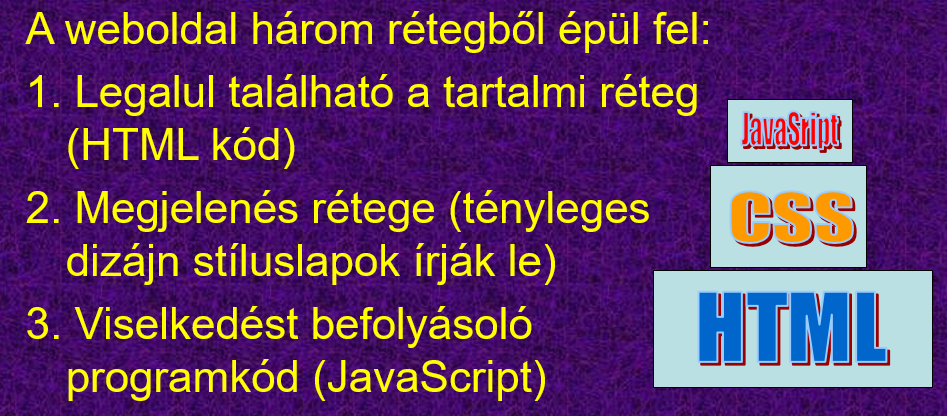 A weboldal három rétegből épül fel:
1. Legalul található a tartalmi réteg
(HTML kód)
2. Megjelenés rétege (tényleges
dizájn stíluslapok írják le)
3. Viselkedést befolyásoló
programkód (JavaScript)
JavaSript
CSS
HTML